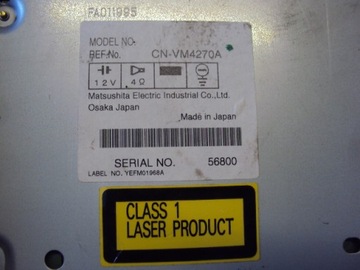 FA011995
MODEL NO.
REF.No. CN-VM4270A
12V 4Ω
Matsushita Electric Industrial Co.,Ltd.
Osaka Japan
Made in Japan
SERIAL NO. 56800
LABEL NO. YEFM01968A
CLASS 1
LASER PRODUCT